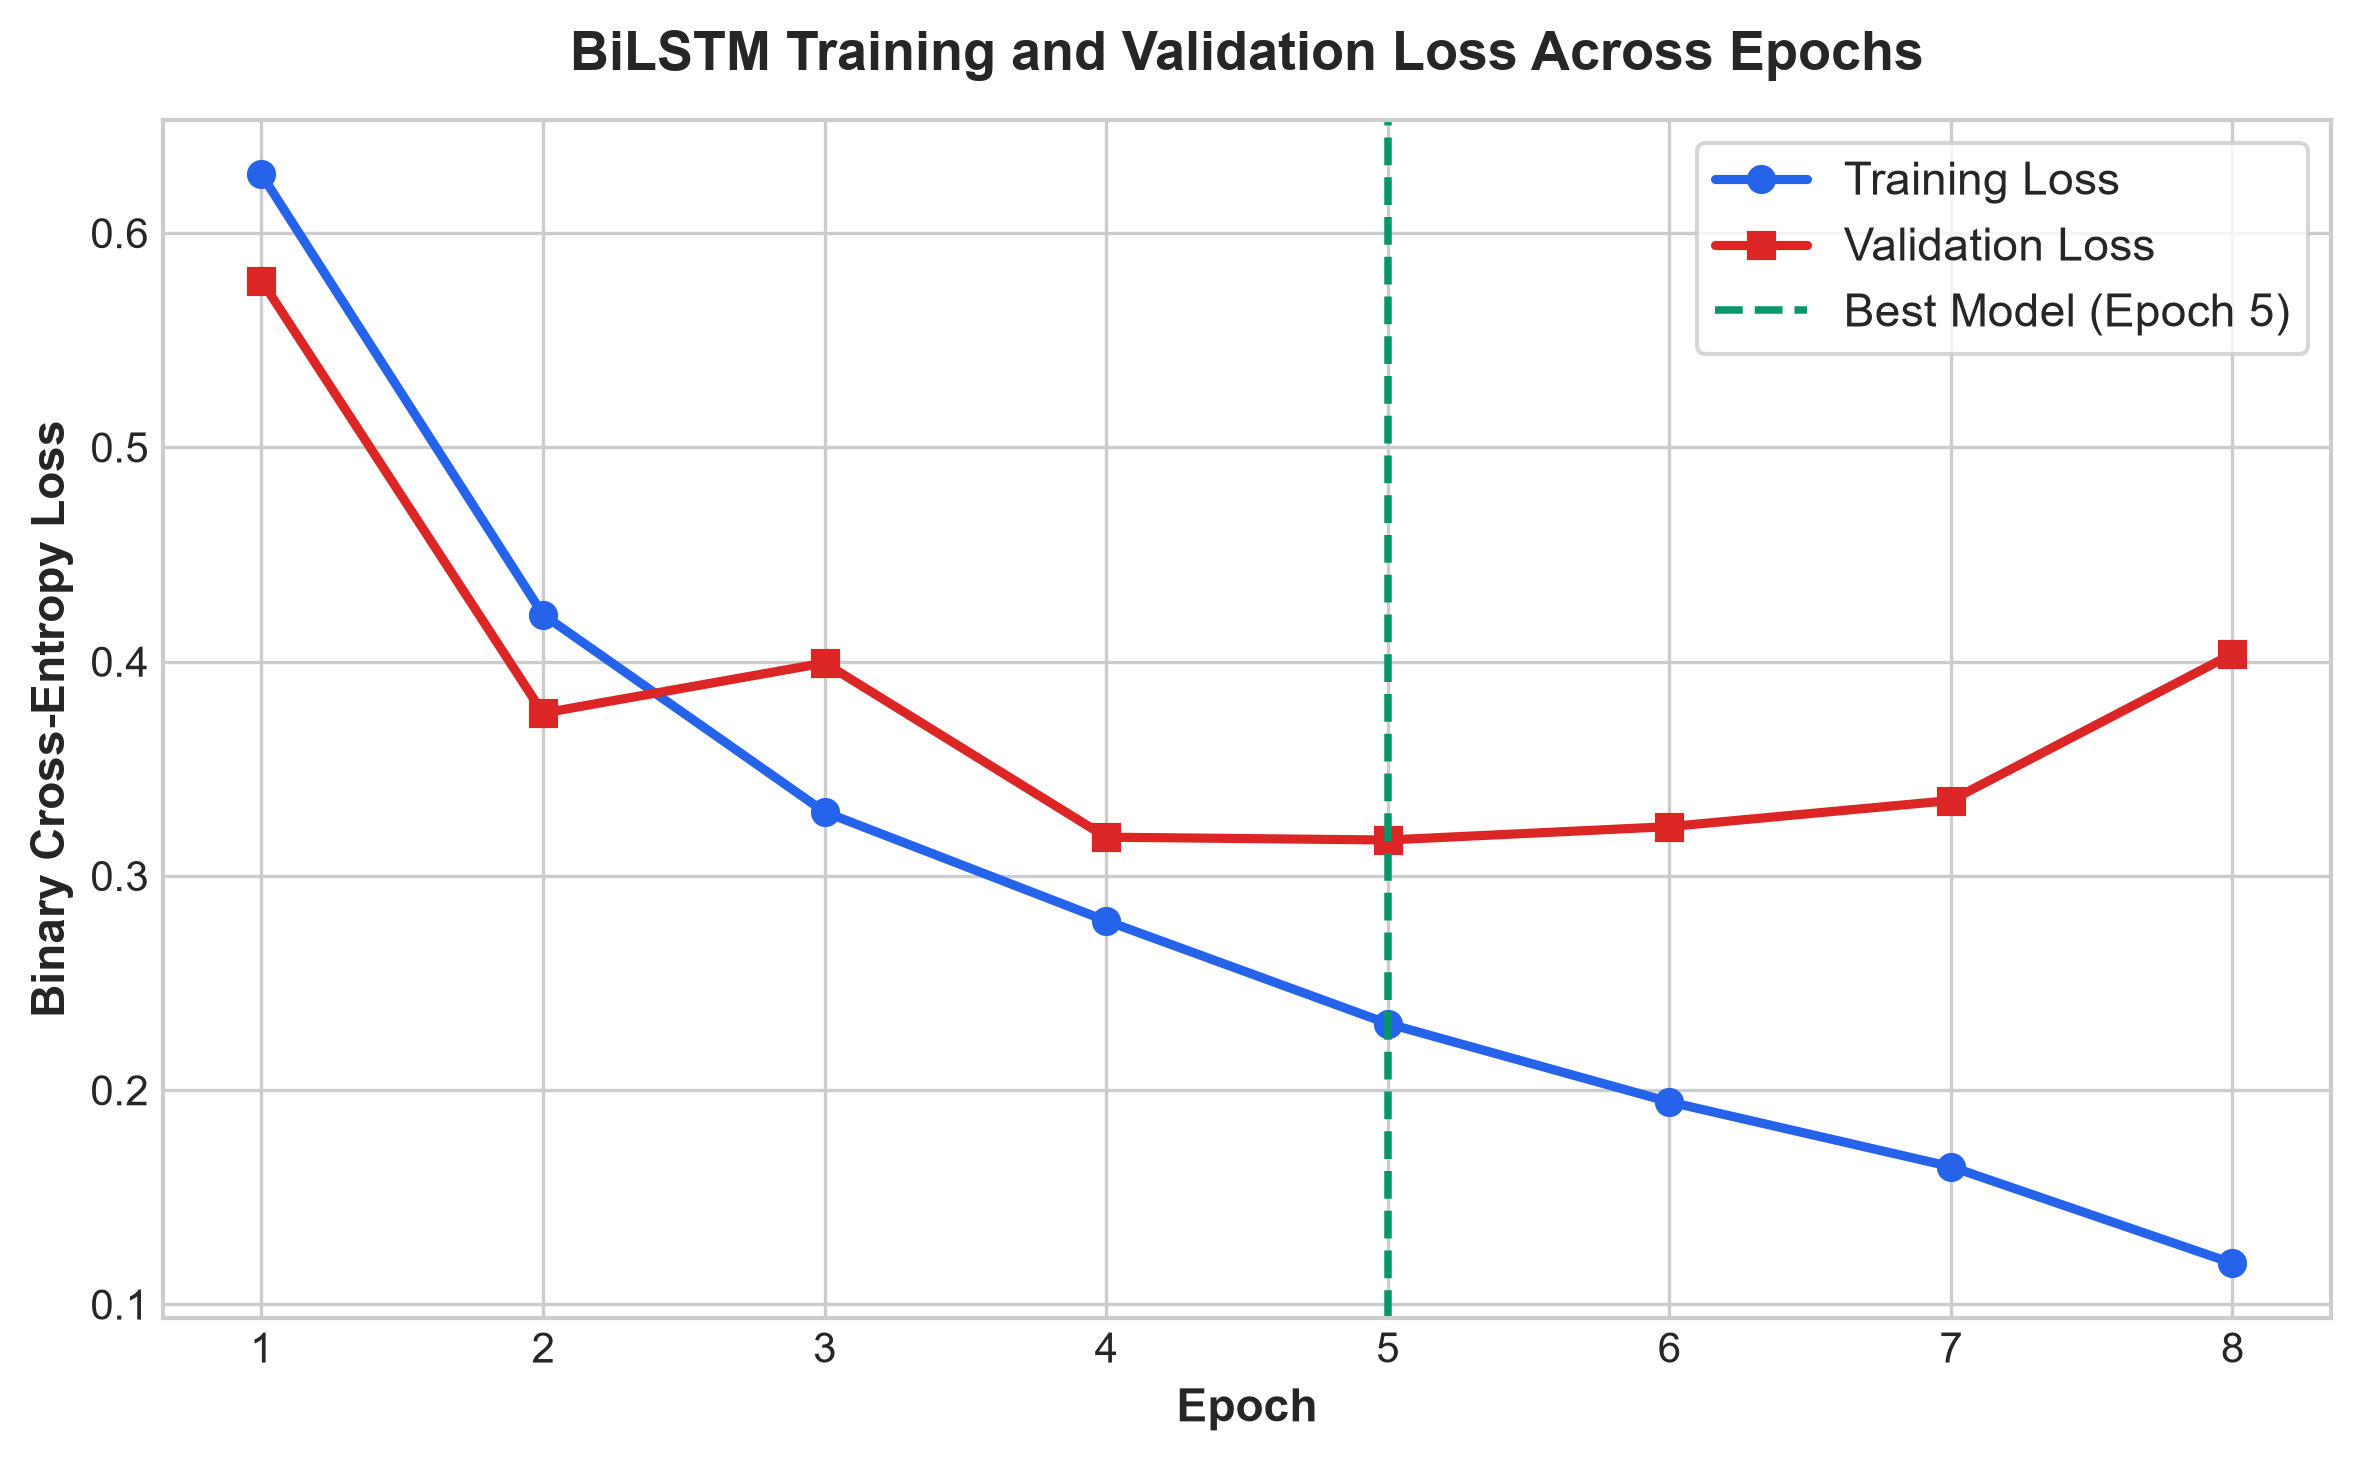 BiLSTM Training and Validation Loss Across Epochs
Training Loss
Validation Loss
Best Model (Epoch 5)
Binary Cross-Entropy Loss
0.6
0.5
0.4
0.3
0.2
0.1
1 2 3 4 5 6 7 8
Epoch